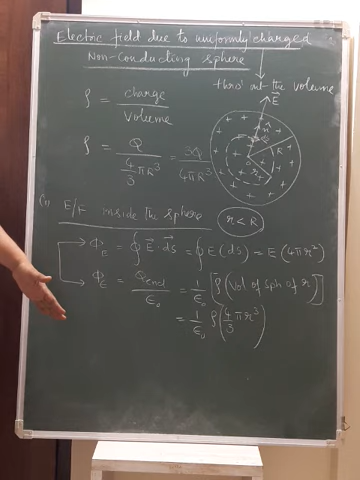 Electric field due to uniformly charged
Non-Conducting sphere
thro' out the volume
ρ = charge / Volume
E⃗
ρ = Q / (4/3 πR³) = 3Q / 4πR³
(i) E/F inside the sphere r < R
Φ_E = ∮ E⃗ · ds⃗ = ∮ E (ds) = E (4πr²)
Φ_E = Q_encl / ε₀ = 1/ε₀ [ρ (Vol of sph of r)]
= 1/ε₀ ρ (4/3 πr³)